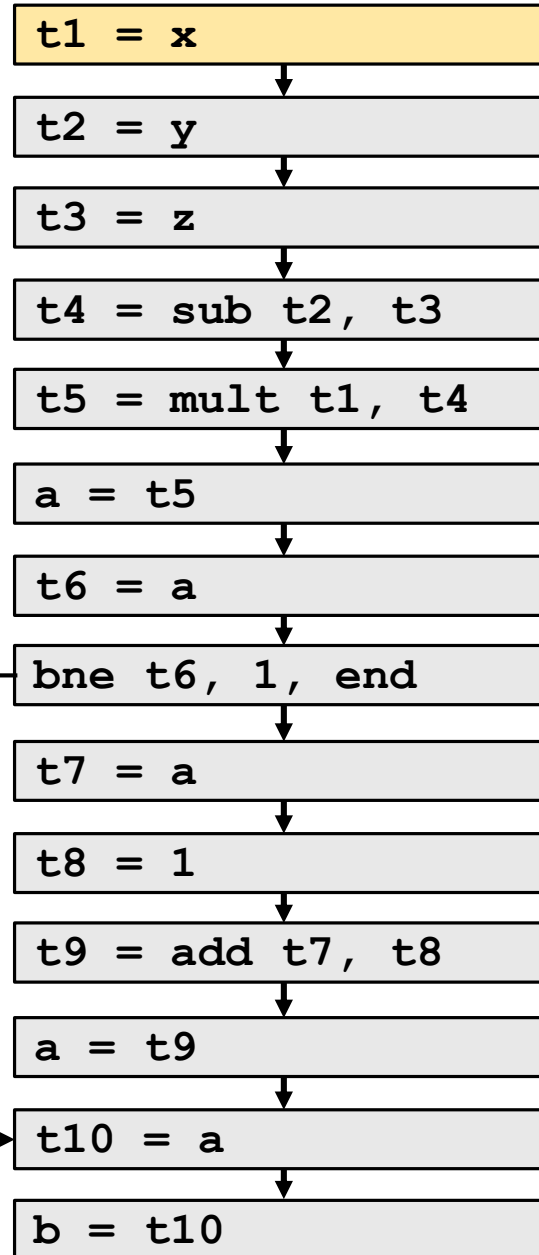 t1 = x
t2 = y
t3 = z
t4 = sub t2, t3
t5 = mult t1, t4
a = t5
t6 = a
bne t6, 1, end
t7 = a
t8 = 1
t9 = add t7, t8
a = t9
t10 = a
b = t10